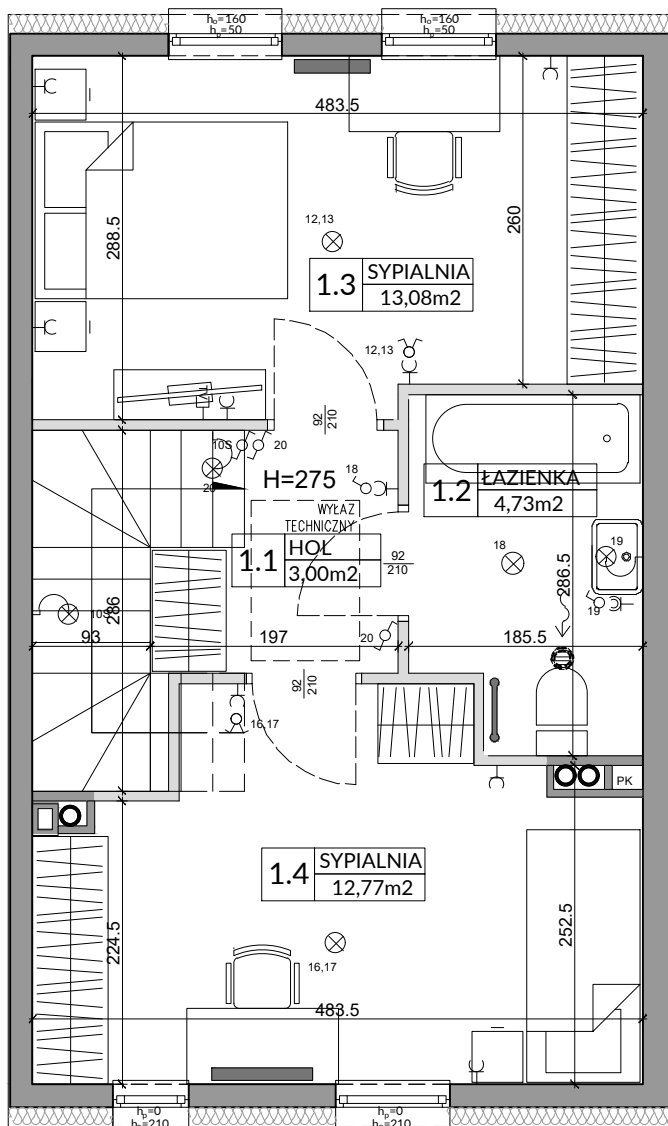 h₀=160
hₚ=50
h₀=160
hₚ=50
483.5
288.5
260
12,13
1.3
SYPIALNIA
13,08m2
12,13
92
210
10S
20
20
H=275
18
1.2
ŁAZIENKA
4,73m2
WYŁAZ
TECHNICZNY
1.1
HOL
3,00m2
92
210
18
19
286.5
19
286
10S
93
197
20
185.5
92
210
16,17
PK
1.4
SYPIALNIA
12,77m2
224.5
252.5
16,17
483.5
hₚ=0
h₀=210
hₚ=0
h₀=210